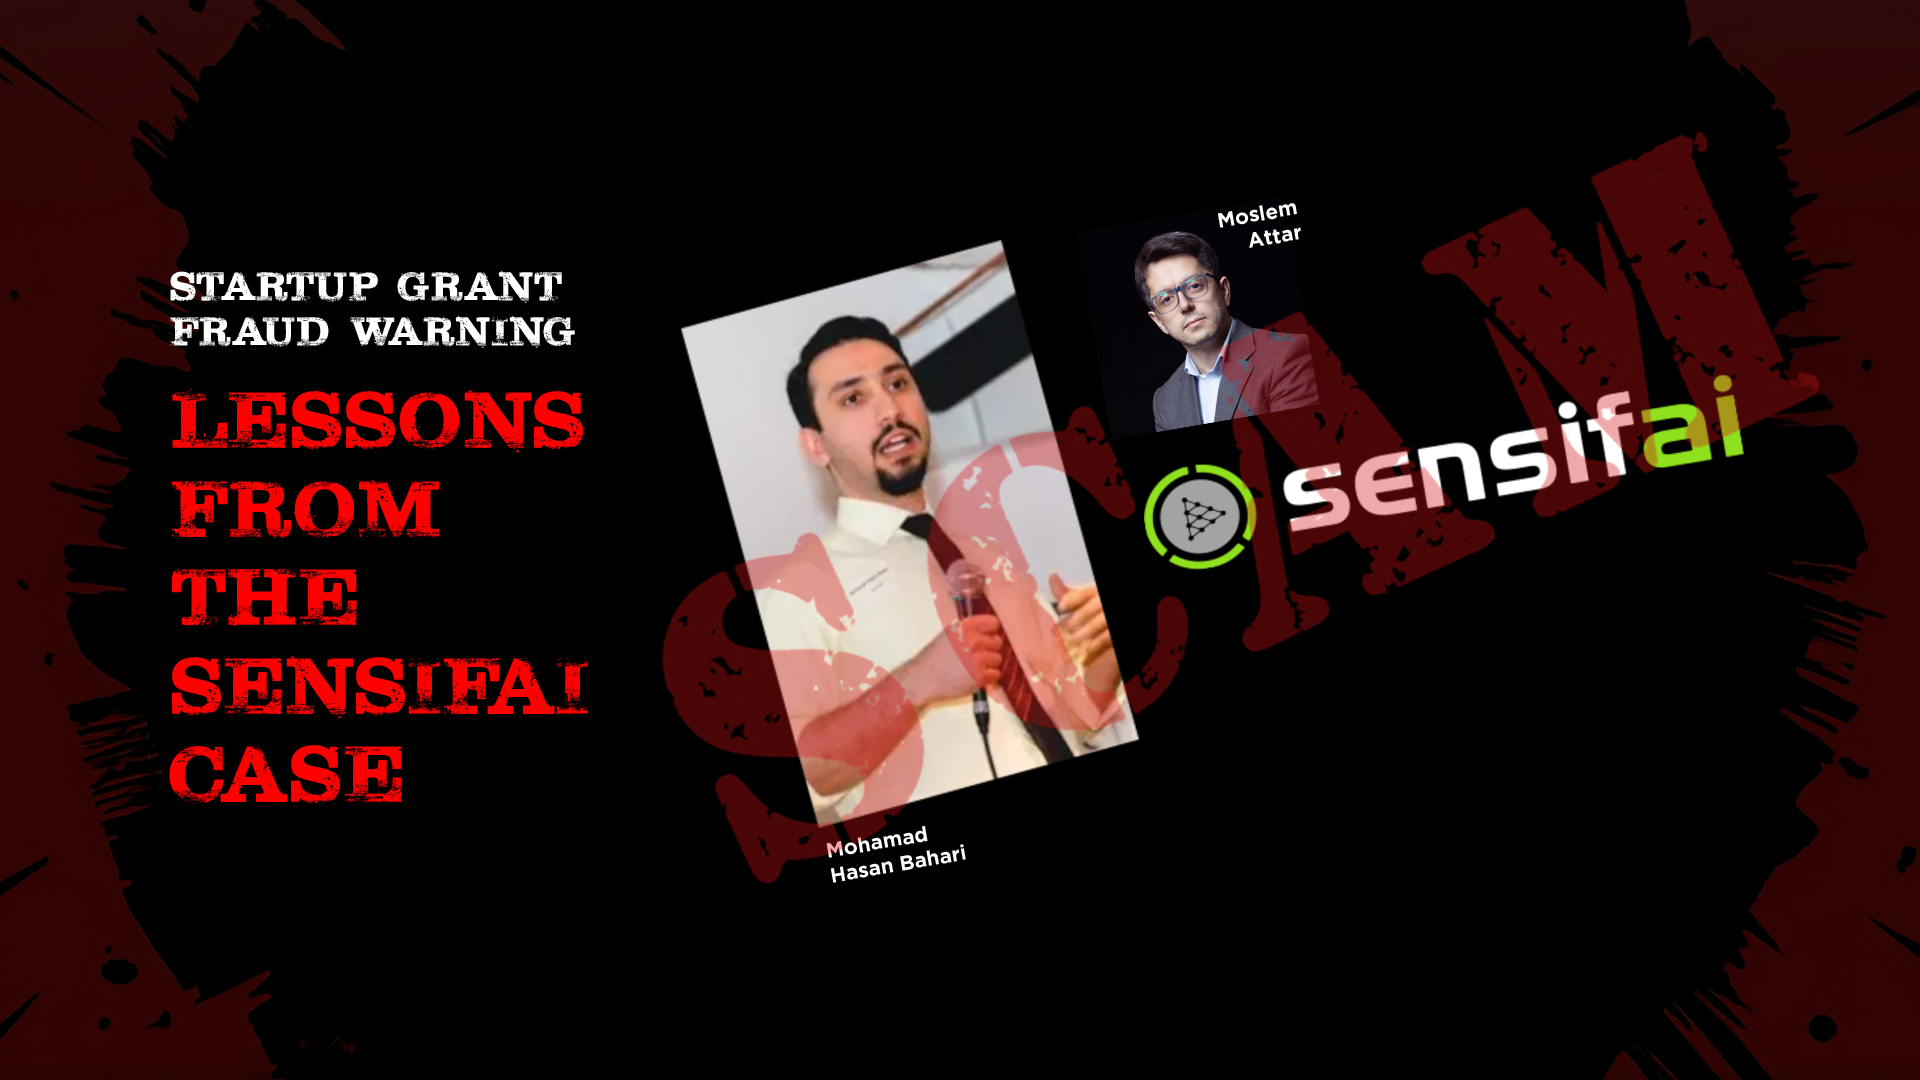 STARTUP GRANT
FRAUD WARNING
LESSONS
FROM
THE
SENSIFAI
CASE
Moslem
Attar
sensifai
SCAM
Mohamad
Hasan Bahari